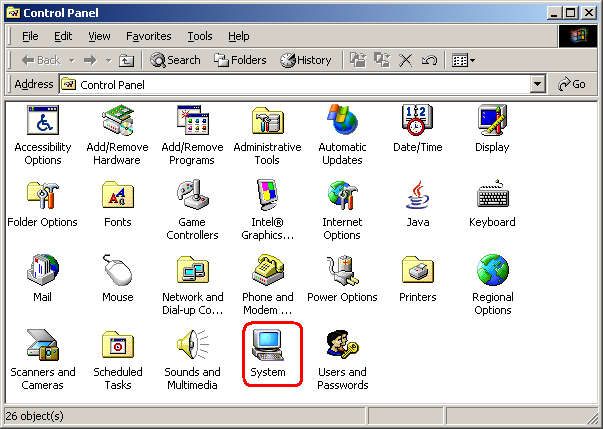 Control Panel
File Edit View Favorites Tools Help
Back Search Folders History
Address Control Panel Go
Accessibility Options
Add/Remove Hardware
Add/Remove Programs
Administrative Tools
Automatic Updates
Date/Time
Display
Folder Options
Fonts
Game Controllers
Intel® Graphics...
Internet Options
Java
Keyboard
Mail
Mouse
Network and Dial-up Co...
Phone and Modem ...
Power Options
Printers
Regional Options
Scanners and Cameras
Scheduled Tasks
Sounds and Multimedia
System
Users and Passwords
26 object(s)